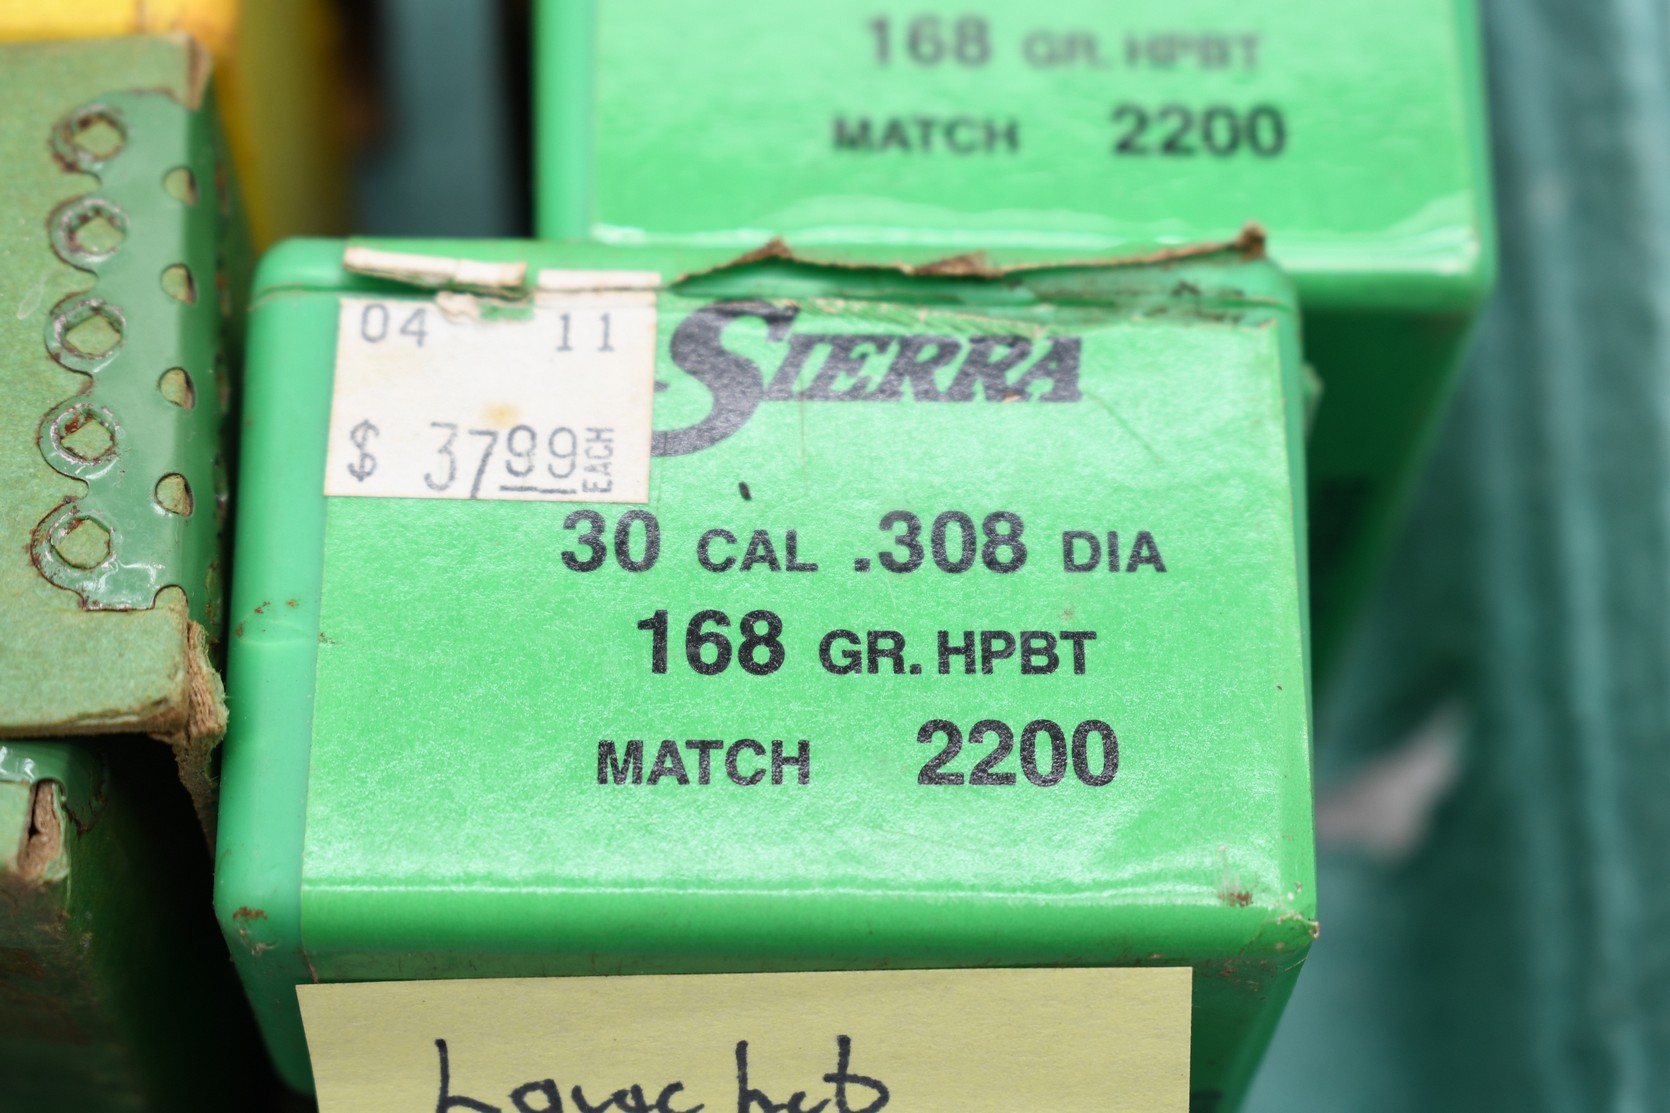 168 GR. HPBT
MATCH 2200
04 11
$ 37.99 EACH
SIERRA
30 CAL .308 DIA
168 GR. HPBT
MATCH 2200